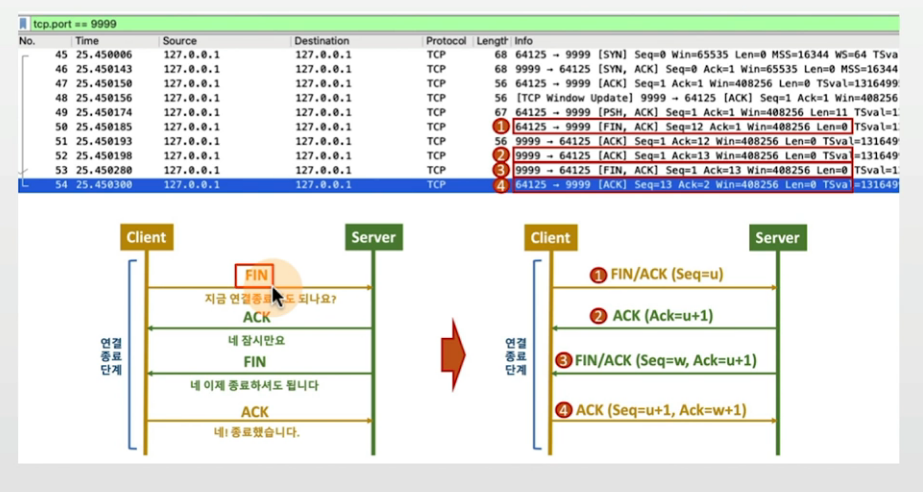 tcp.port == 9999
No. Time Source Destination Protocol Length Info
45 25.450006 127.0.0.1 127.0.0.1 TCP 68 64125 → 9999 [SYN] Seq=0 Win=65535 Len=0 MSS=16344 WS=64 TSva
46 25.450143 127.0.0.1 127.0.0.1 TCP 68 9999 → 64125 [SYN, ACK] Seq=0 Ack=1 Win=65535 Len=0 MSS=16344
47 25.450150 127.0.0.1 127.0.0.1 TCP 56 64125 → 9999 [ACK] Seq=1 Ack=1 Win=408256 Len=0 TSval=1316499
48 25.450156 127.0.0.1 127.0.0.1 TCP 56 [TCP Window Update] 9999 → 64125 [ACK] Seq=1 Ack=1 Win=408256
49 25.450174 127.0.0.1 127.0.0.1 TCP 67 64125 → 9999 [PSH, ACK] Seq=1 Ack=1 Win=408256 Len=11 TSval=1
50 25.450185 127.0.0.1 127.0.0.1 TCP 1 64125 → 9999 [FIN, ACK] Seq=12 Ack=1 Win=408256 Len=0 TSval=1
51 25.450193 127.0.0.1 127.0.0.1 TCP 56 9999 → 64125 [ACK] Seq=1 Ack=12 Win=408256 Len=0 TSval=131649
52 25.450198 127.0.0.1 127.0.0.1 TCP 2 9999 → 64125 [ACK] Seq=1 Ack=13 Win=408256 Len=0 TSval=131649
53 25.450280 127.0.0.1 127.0.0.1 TCP 3 9999 → 64125 [FIN, ACK] Seq=1 Ack=13 Win=408256 Len=0 TSval=1
54 25.450300 127.0.0.1 127.0.0.1 TCP 4 64125 → 9999 [ACK] Seq=13 Ack=2 Win=408256 Len=0 TSval=131649
Client Server
FIN
지금 연결종료 도 되나요?
ACK
네 잠시만요
연결
종료
단계
FIN
네 이제 종료하셔도 됩니다
ACK
네! 종료했습니다.
Client Server
1 FIN/ACK (Seq=u)
2 ACK (Ack=u+1)
연결
종료
단계
3 FIN/ACK (Seq=w, Ack=u+1)
4 ACK (Seq=u+1, Ack=w+1)